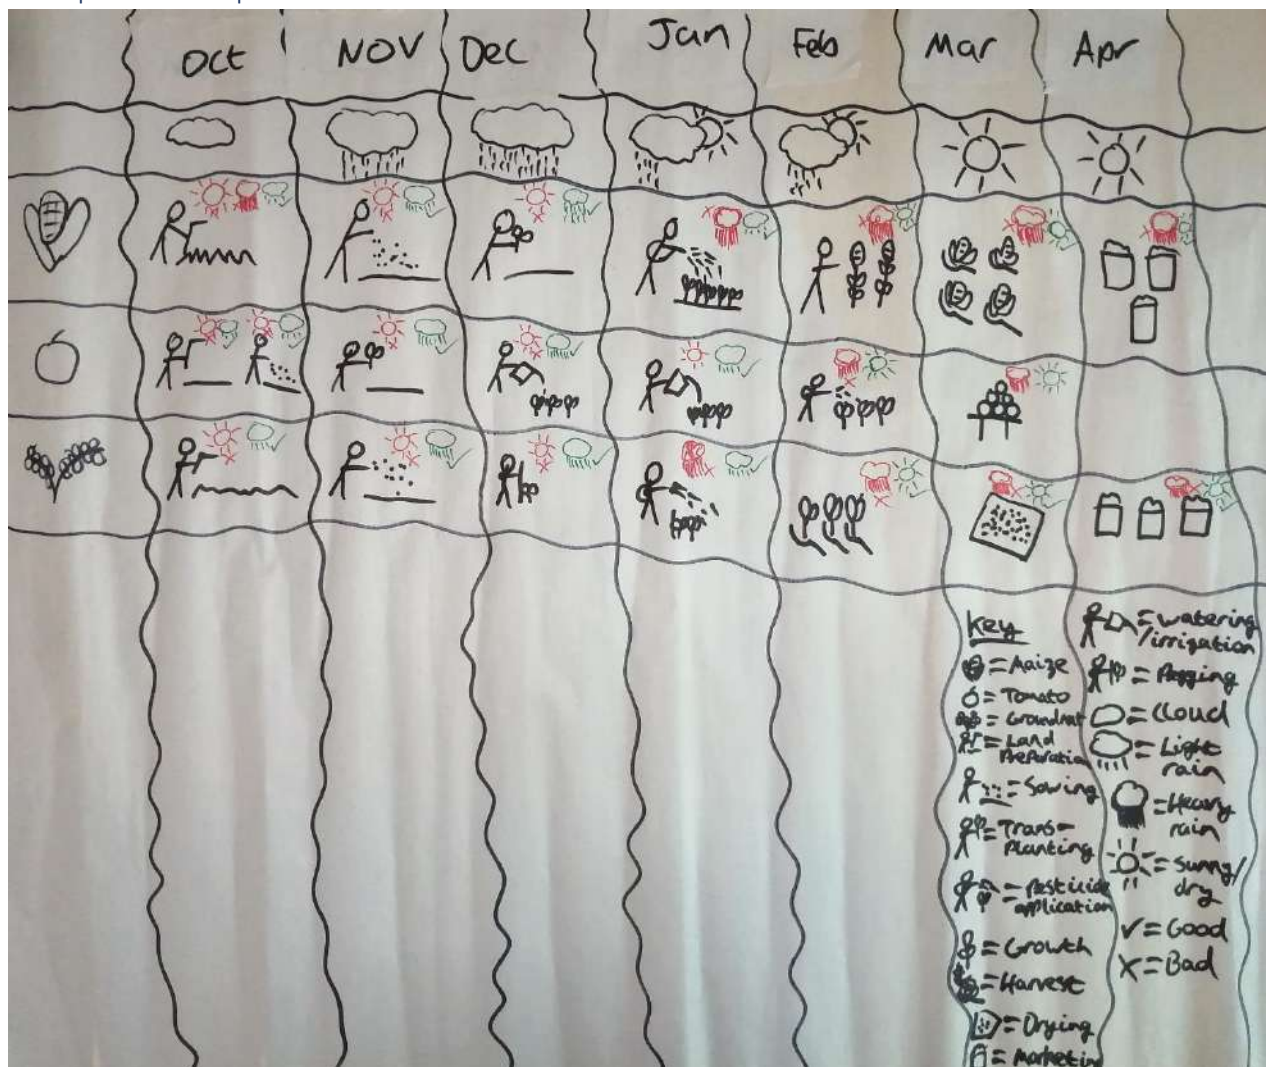 Oct NOV Dec Jan Feb Mar Apr
Key
= Maize
= Tomato
= Groundnut
= Land
Preparation
= Sowing
= Trans-
Planting
= Pesticide
application
= Growth
= Harvest
= Drying
= Marketin
= watering
/irrigation
= Pegging
= Cloud
= Light
rain
= Heavy
rain
= Sunny/
dry
✓ = Good
X = Bad